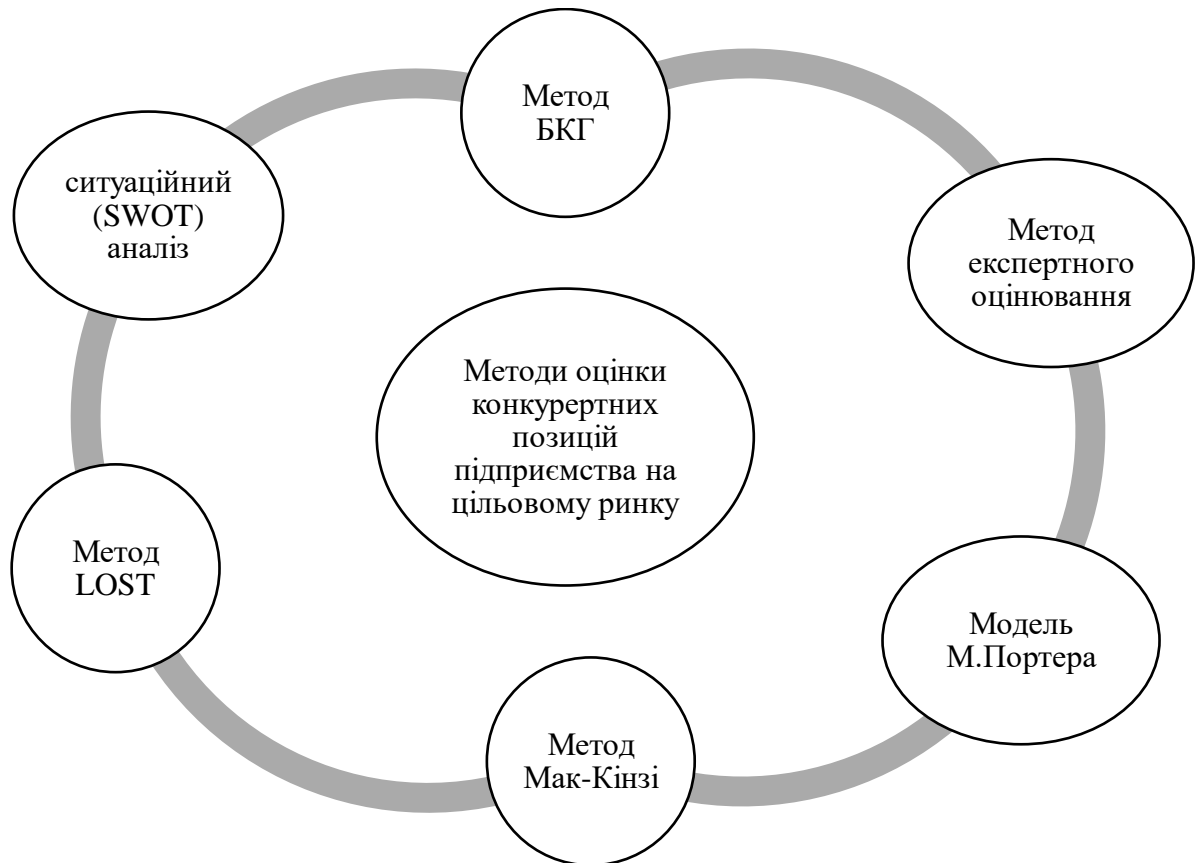 Метод
БКГ
ситуаційний
(SWOT)
аналіз
Метод
експертного
оцінювання
Методи оцінки
конкурертних
позицій
підприємства на
цільовому ринку
Метод
LOST
Модель
М.Портера
Метод
Мак-Кінзі